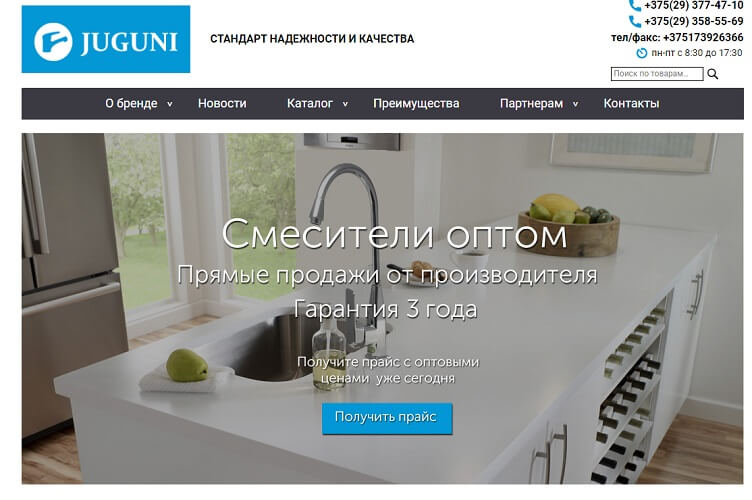 JUGUNI
СТАНДАРТ НАДЕЖНОСТИ И КАЧЕСТВА
+375(29) 377-47-10
+375(29) 358-55-69
тел/факс: +375173926366
пн-пт с 8:30 до 17:30
Поиск по товарам..
О бренде v Новости Каталог v Преимущества Партнерам v Контакты
Смесители оптом
Прямые продажи от производителя
Гарантия 3 года
Получите прайс с оптовыми
ценами уже сегодня
Получить прайс